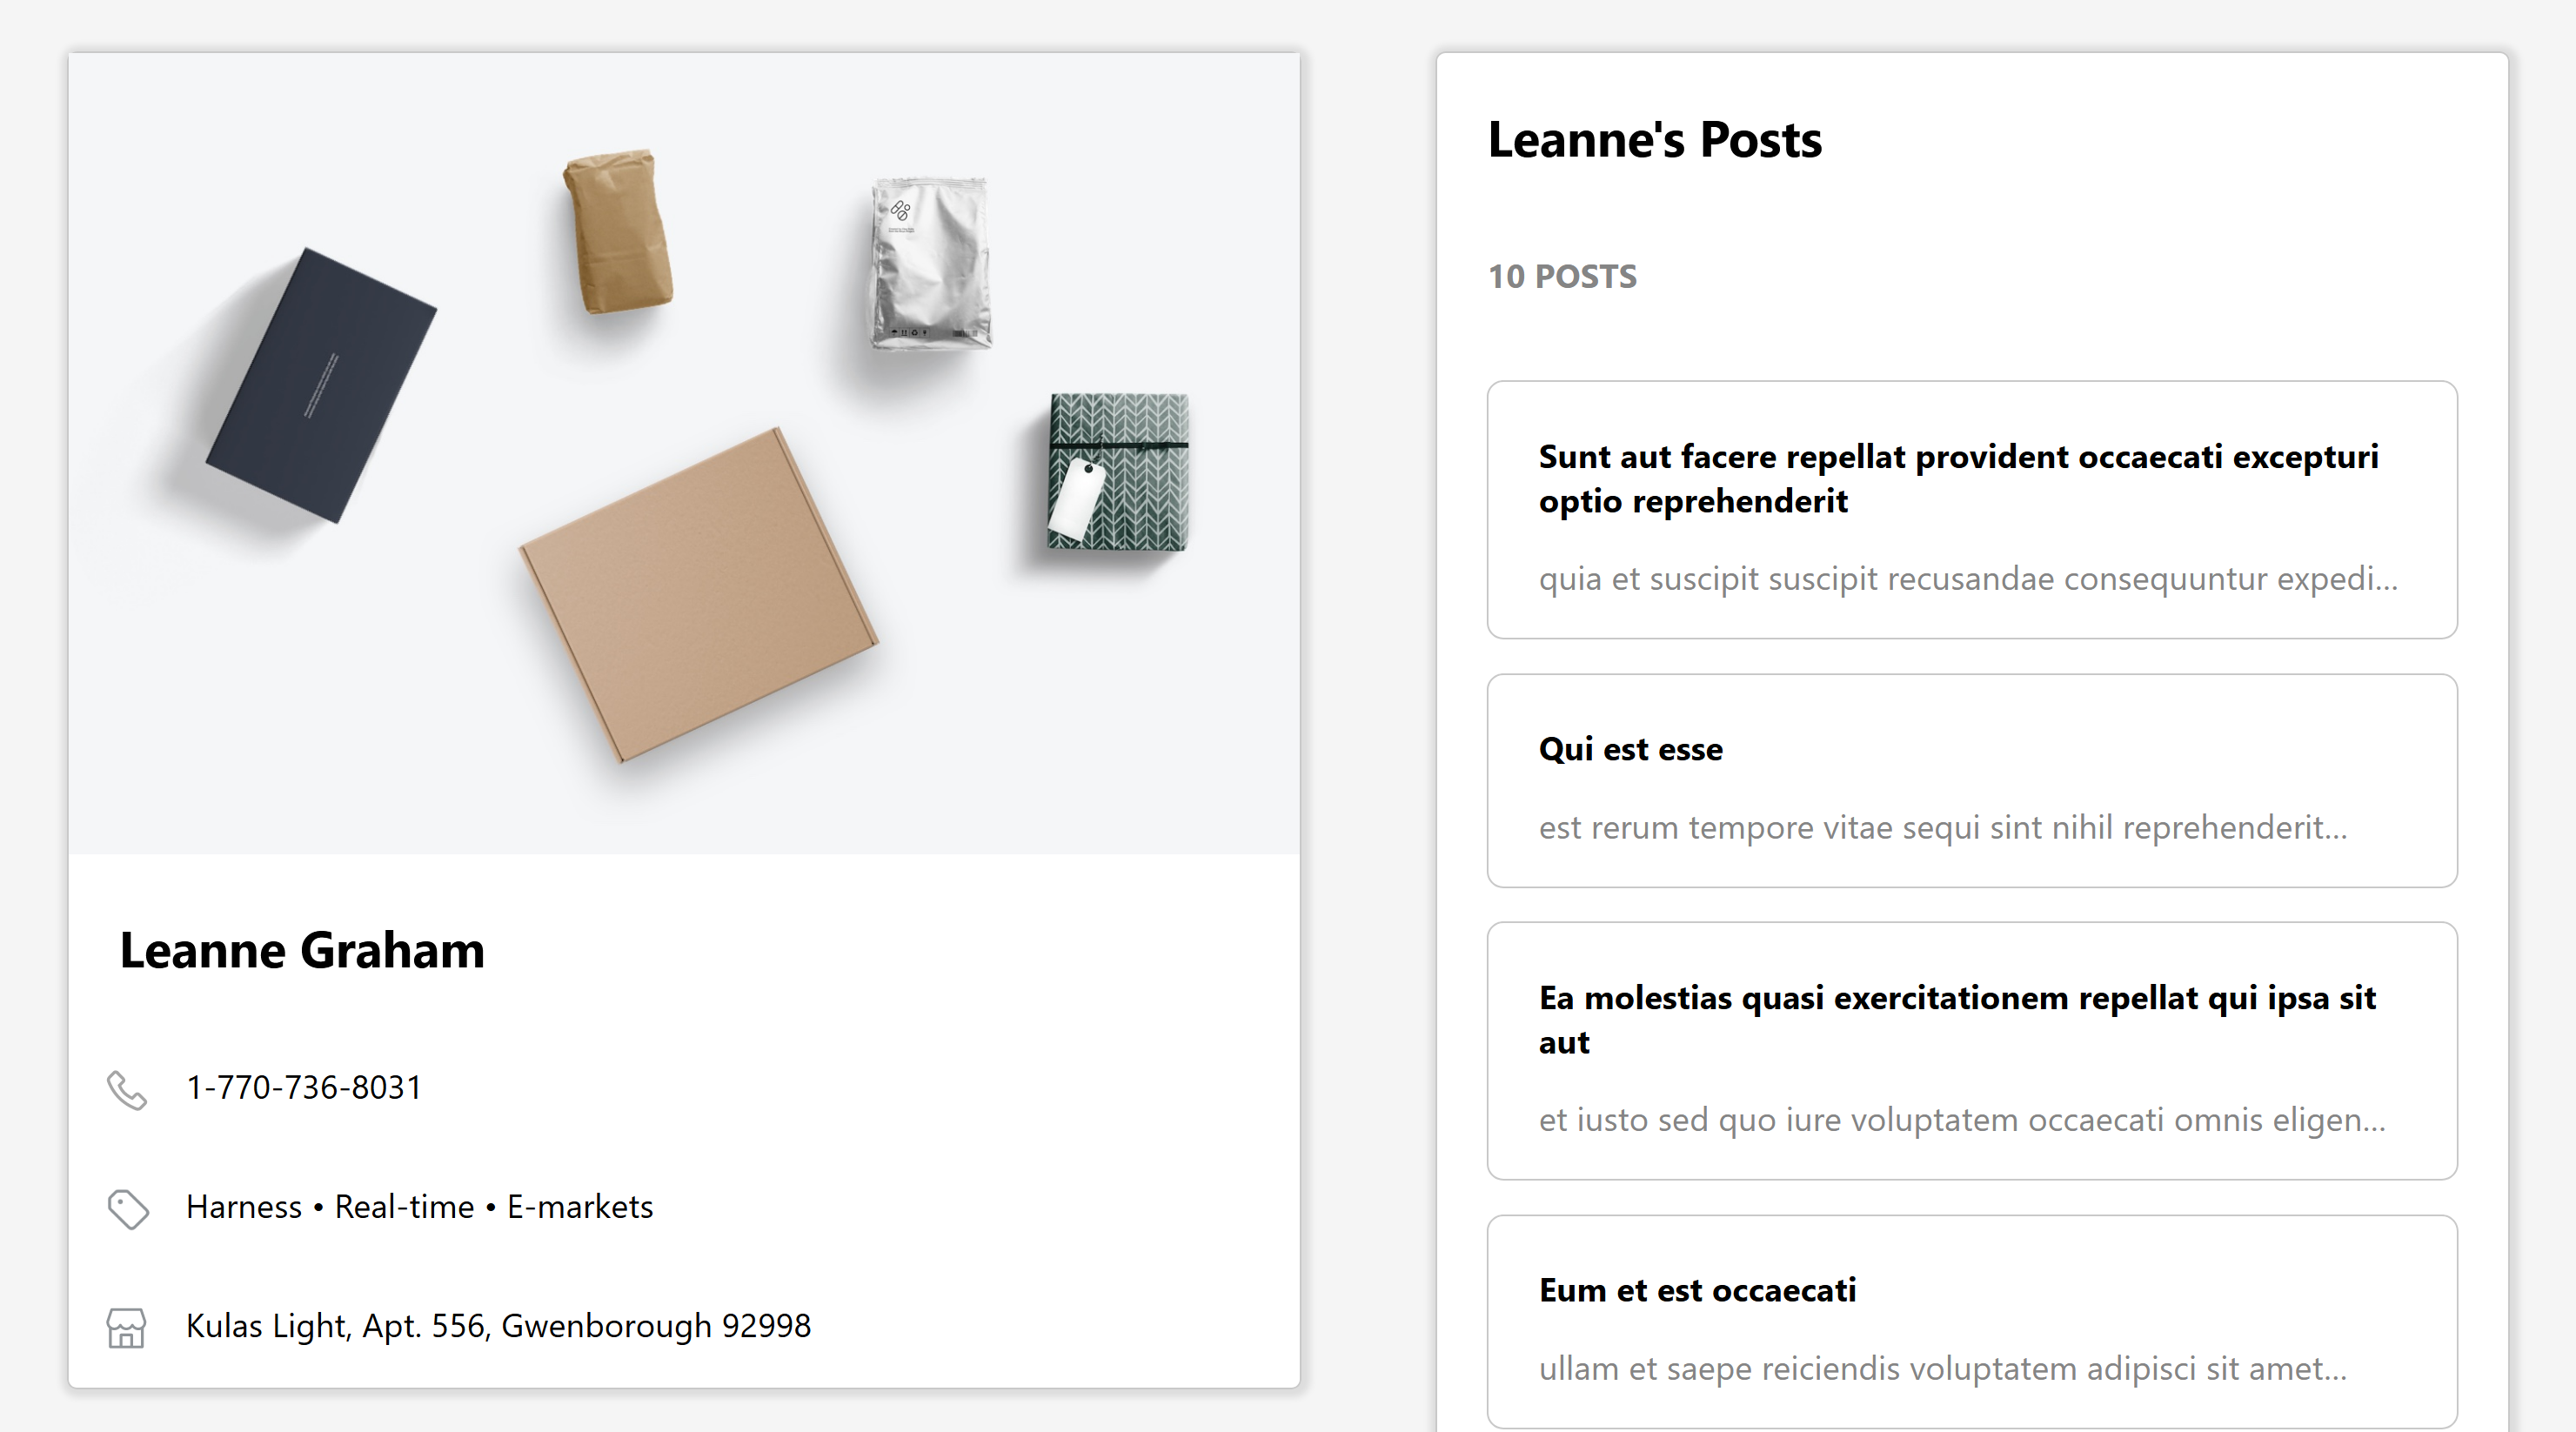 Leanne Graham
1-770-736-8031
Harness • Real-time • E-markets
Kulas Light, Apt. 556, Gwenborough 92998
Leanne's Posts
10 POSTS
Sunt aut facere repellat provident occaecati excepturi
optio reprehenderit
quia et suscipit suscipit recusandae consequuntur expedi...
Qui est esse
est rerum tempore vitae sequi sint nihil reprehenderit...
Ea molestias quasi exercitationem repellat qui ipsa sit
aut
et iusto sed quo iure voluptatem occaecati omnis eligen...
Eum et est occaecati
ullam et saepe reiciendis voluptatem adipisci sit amet...